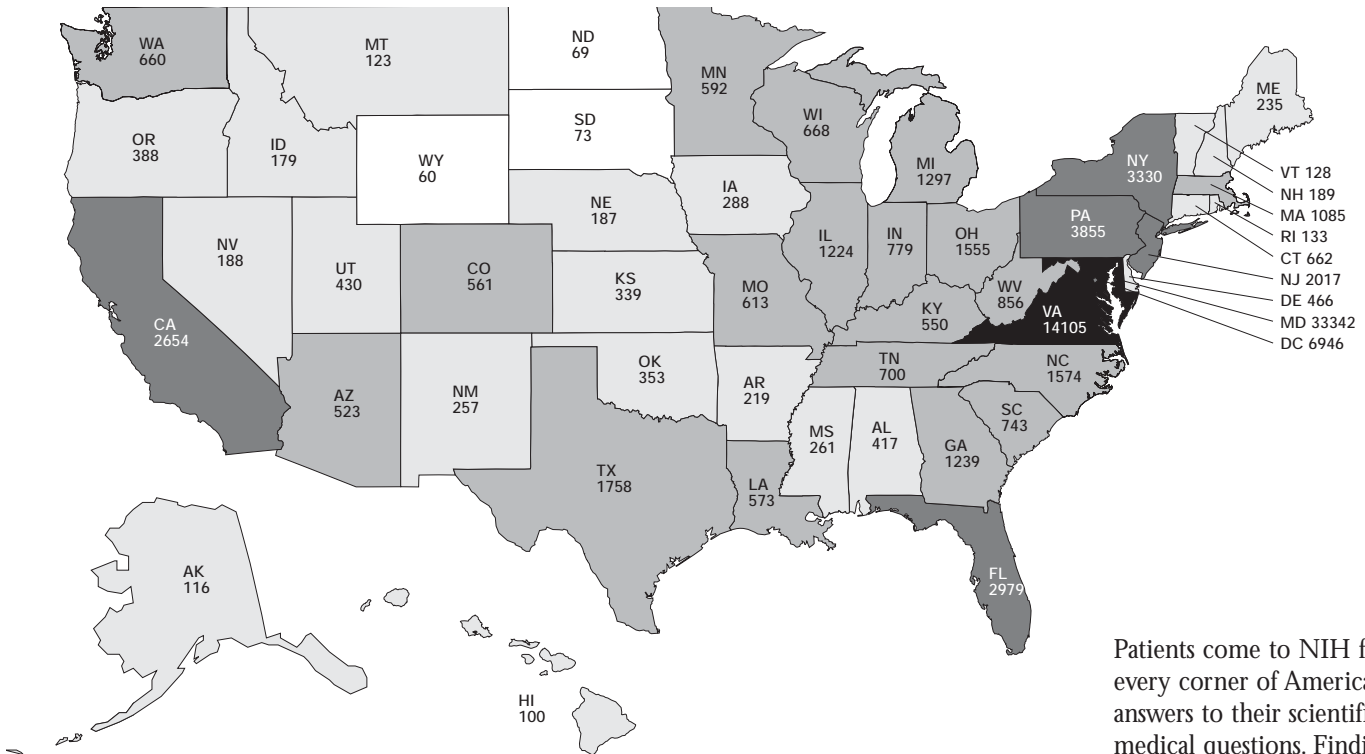 WA
660
MT
123
ND
69
MN
592
ME
235
OR
388
ID
179
SD
73
WI
668
WY
60
MI
1297
NY
3330
VT 128
NH 189
MA 1085
RI 133
CT 662
NJ 2017
DE 466
MD 33342
DC 6946
IA
288
NE
187
PA
3855
NV
188
UT
430
CO
561
IL
1224
IN
779
OH
1555
KS
339
MO
613
WV
856
VA
14105
KY
550
CA
2654
OK
353
TN
700
NC
1574
AZ
523
NM
257
AR
219
SC
743
MS
261
AL
417
GA
1239
TX
1758
LA
573
AK
116
FL
2979
HI
100
Patients come to NIH f
every corner of America
answers to their scientifi
medical questions. Findi